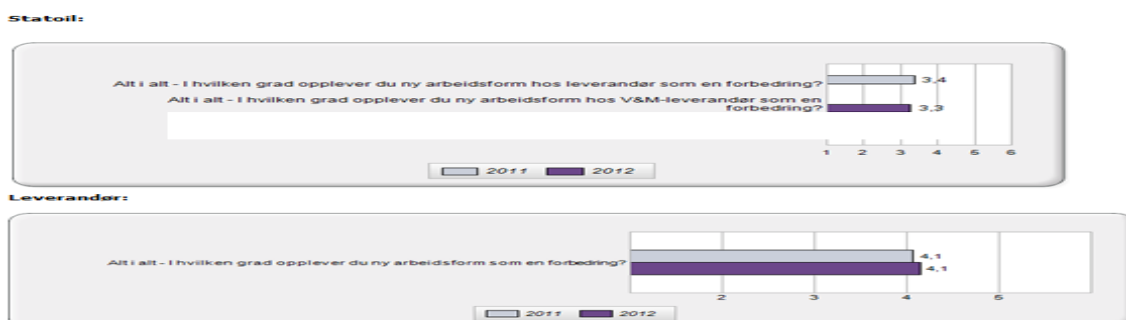 Statoil:
Alt i alt - I hvilken grad opplever du ny arbeidsform hos leverandør som en forbedring?
3,4
Alt i alt - I hvilken grad opplever du ny arbeidsform hos V&M-leverandør som en
forbedring?
3,3
1 2 3 4 5 6
2011 2012
Leverandør:
Alt i alt - I hvilken grad opplever du ny arbeidsform som en forbedring?
4,1
4,1
2 3 4 5
2011 2012